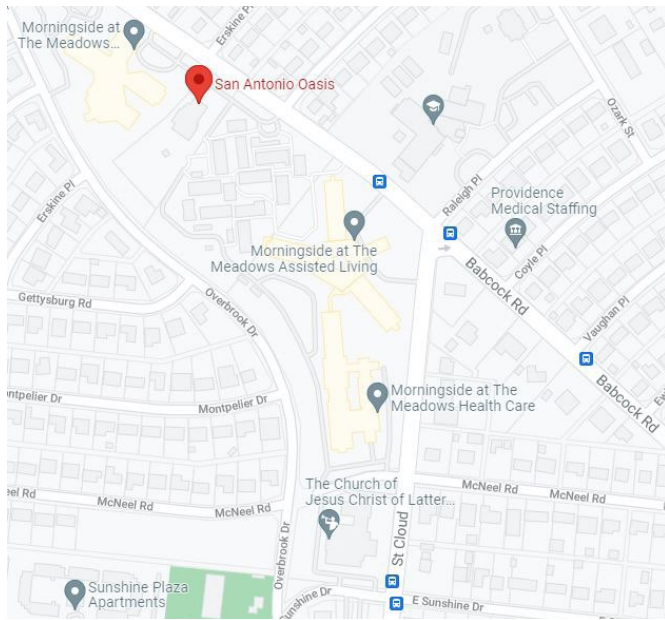 Morningside at
The Meadows...
Erskine Pl
San Antonio Oasis
Ozark St
Raleigh Pl
Providence
Medical Staffing
Erskine Pl
Morningside at The
Meadows Assisted Living
Coyle Pl
Babcock Rd
Vaughan Pl
Gettysburg Rd
Overbrook Dr
Babcock Rd
Morningside at The
Meadows Health Care
ontpelier Dr
Montpelier Dr
The Church of
Jesus Christ of Latter...
McNeel Rd
McNeel Rd
McNeel Rd
McNeel Rd
St Cloud
Overbrook Dr
Sunshine Plaza
Apartments
unshine Dr
E Sunshine Dr